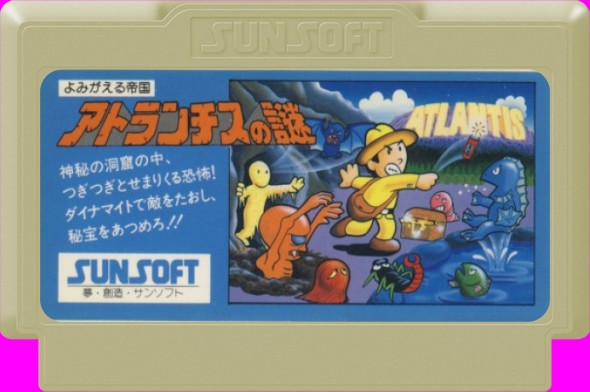 SUNSOFT
よみがえる帝国
アトランチスの謎
ATLANTIS
神秘の洞窟の中、
つぎつぎとせまりくる恐怖!
ダイナマイトで敵をたおし、
秘宝をあつめろ!!
SUNSOFT
夢・創造・サンソフト